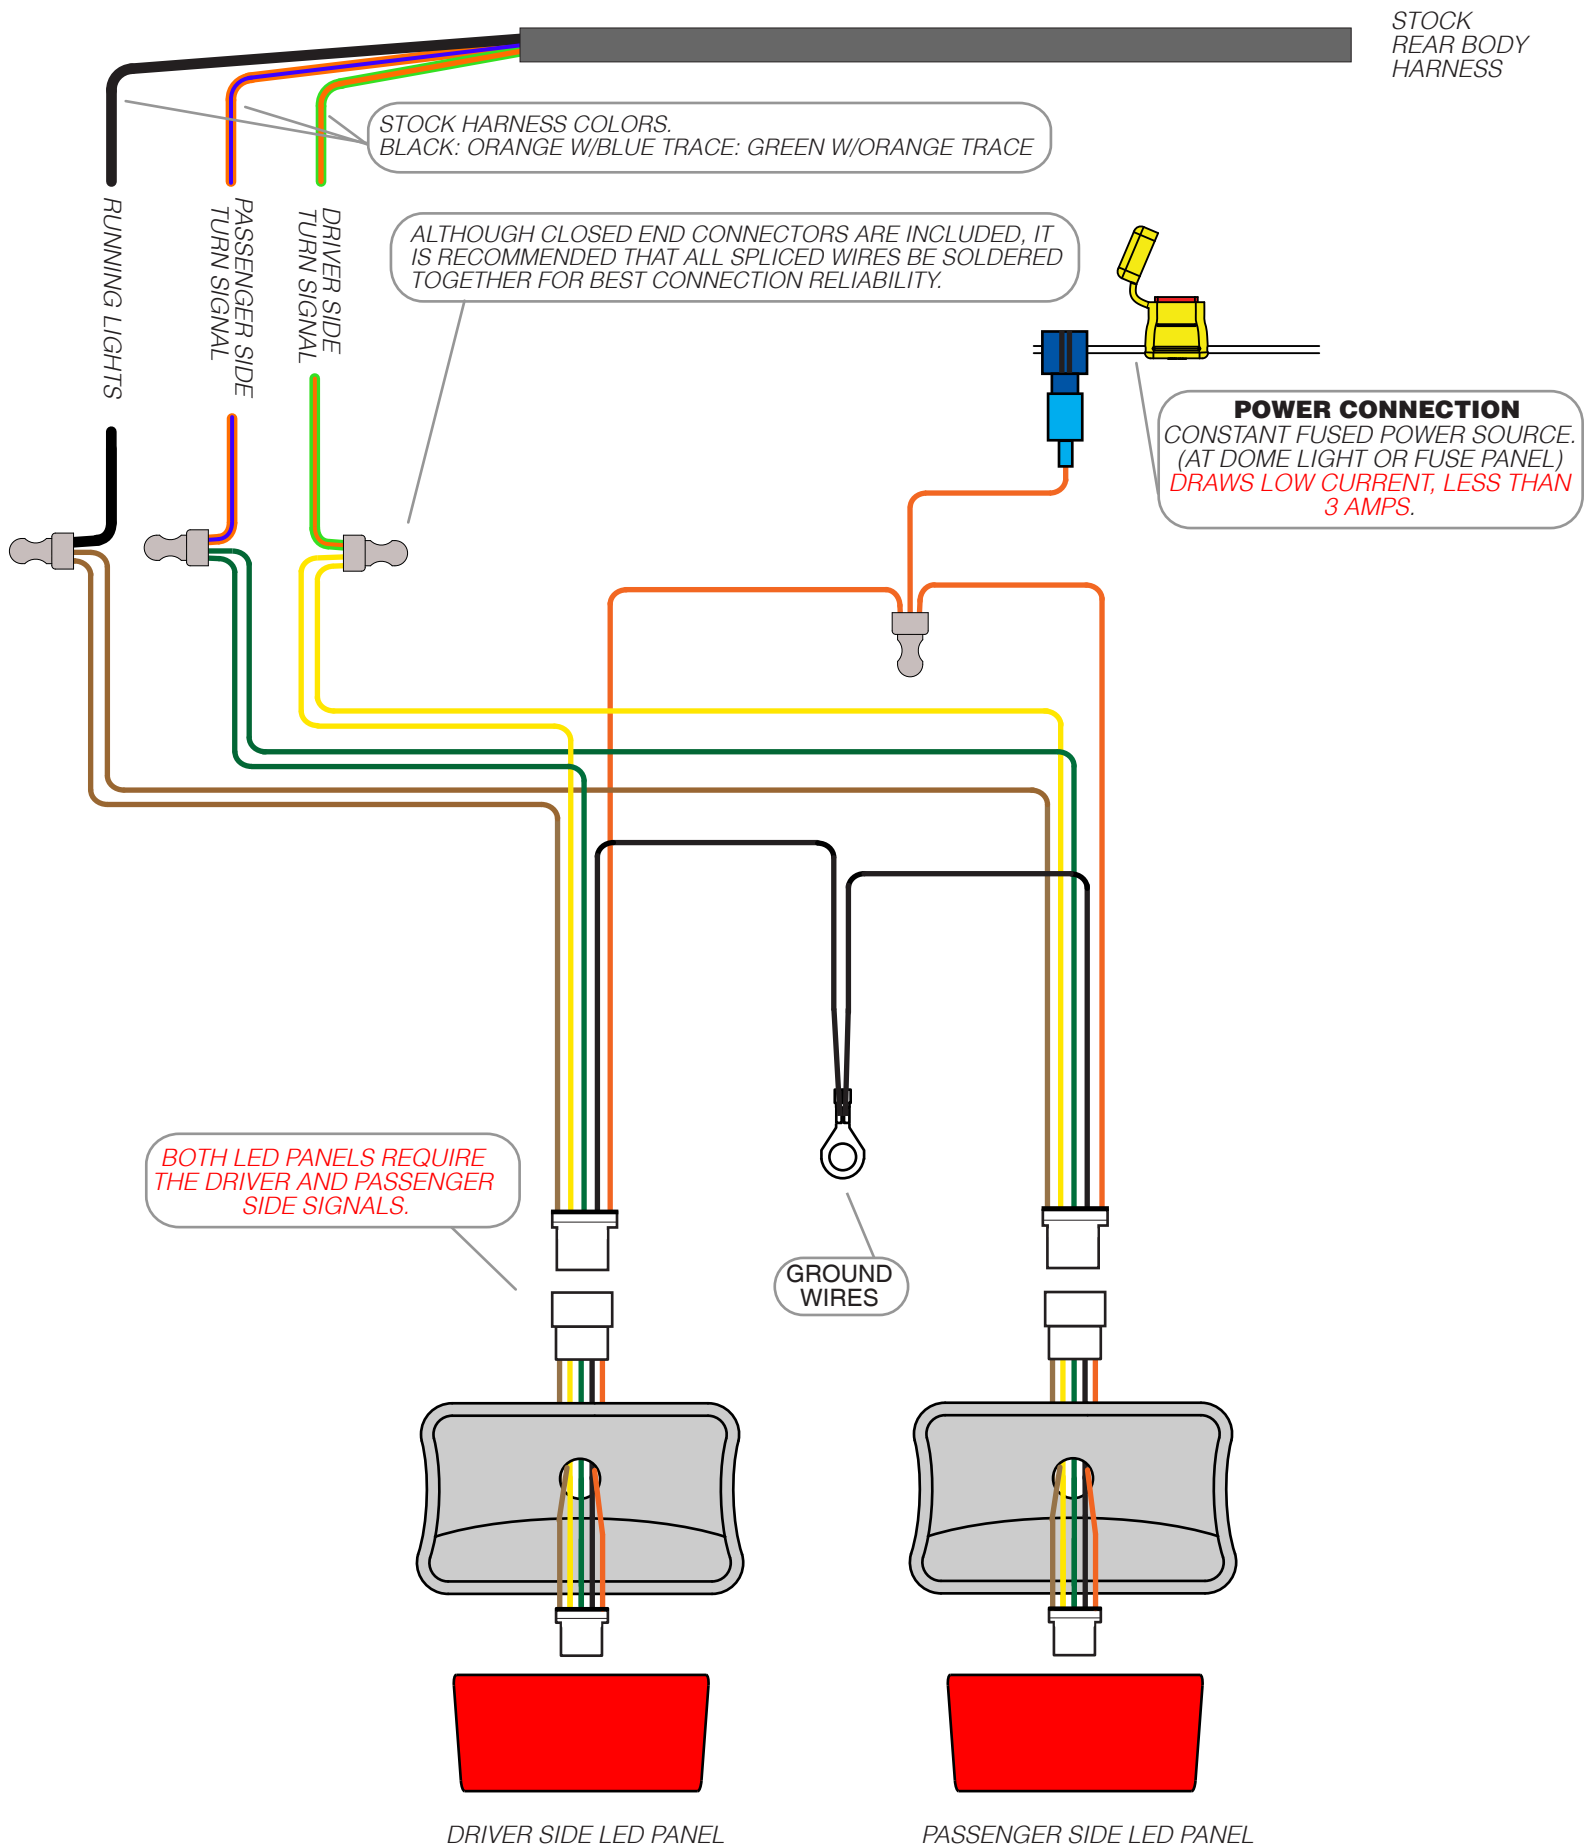 STOCK
REAR BODY
HARNESS
STOCK HARNESS COLORS.
BLACK: ORANGE W/BLUE TRACE: GREEN W/ORANGE TRACE
RUNNING LIGHTS
PASSENGER SIDE
TURN SIGNAL
DRIVER SIDE
TURN SIGNAL
ALTHOUGH CLOSED END CONNECTORS ARE INCLUDED, IT
IS RECOMMENDED THAT ALL SPLICED WIRES BE SOLDERED
TOGETHER FOR BEST CONNECTION RELIABILITY.
POWER CONNECTION
CONSTANT FUSED POWER SOURCE.
(AT DOME LIGHT OR FUSE PANEL)
DRAWS LOW CURRENT, LESS THAN
3 AMPS.
BOTH LED PANELS REQUIRE
THE DRIVER AND PASSENGER
SIDE SIGNALS.
GROUND
WIRES
DRIVER SIDE LED PANEL
PASSENGER SIDE LED PANEL